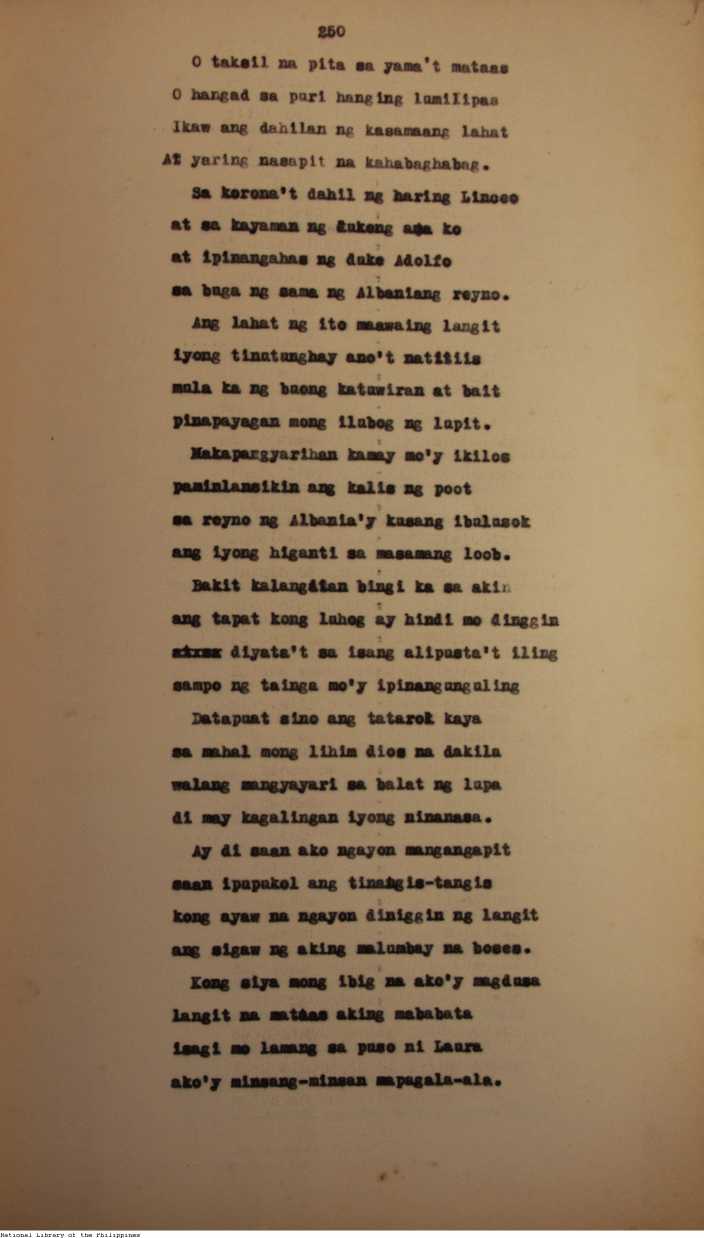 250
O taksil na pita sa yama't mataas
O hangad sa puri hanging lumilipas
Ikaw ang dahilan ng kasamaang lahat
At yaring nasapit na kahabaghabag.
Sa korona't dahil ng haring Linceo
at sa kayaman ng dukeng ama ko
at ipinangahas ng duke Adolfo
sa buga ng sama ng Albaniang reyno.
Ang lahat ng ito maawaing langit
iyong tinutunghay ano't natitiis
mula ka ng buong katuwiran at bait
pinapayagan mong ilubog ng lupit.
Makapangyarihan kamay mo'y ikilos
paminlansikin ang kalis ng poot
sa reyno ng Albania'y kusang ibulusok
ang iyong higanti sa masamang loob.
Bakit kalangitan bingi ka sa akin
ang tapat kong luhog ay hindi mo dinggin
diyata't sa isang alipusta't iling
sampo ng tainga mo'y ipinangunguling
Datapuat sino ang tatarok kaya
sa mahal mong lihim dios na dakila
walang mangyayari sa balat ng lupa
di may kagalingan iyong ninanasa.
Ay di saan ako ngayon mangangapit
saan ipupukol ang tinangis-tangis
kong ayaw na ngayon diniggin ng langit
ang sigaw ng aking malumbay na boses.
Kong siya mong ibig na ako'y magdusa
langit na mataas aking mababata
isagi mo lamang sa puso ni Laura
ako'y minsang-minsan mapagala-ala.
National Library of the Philippines